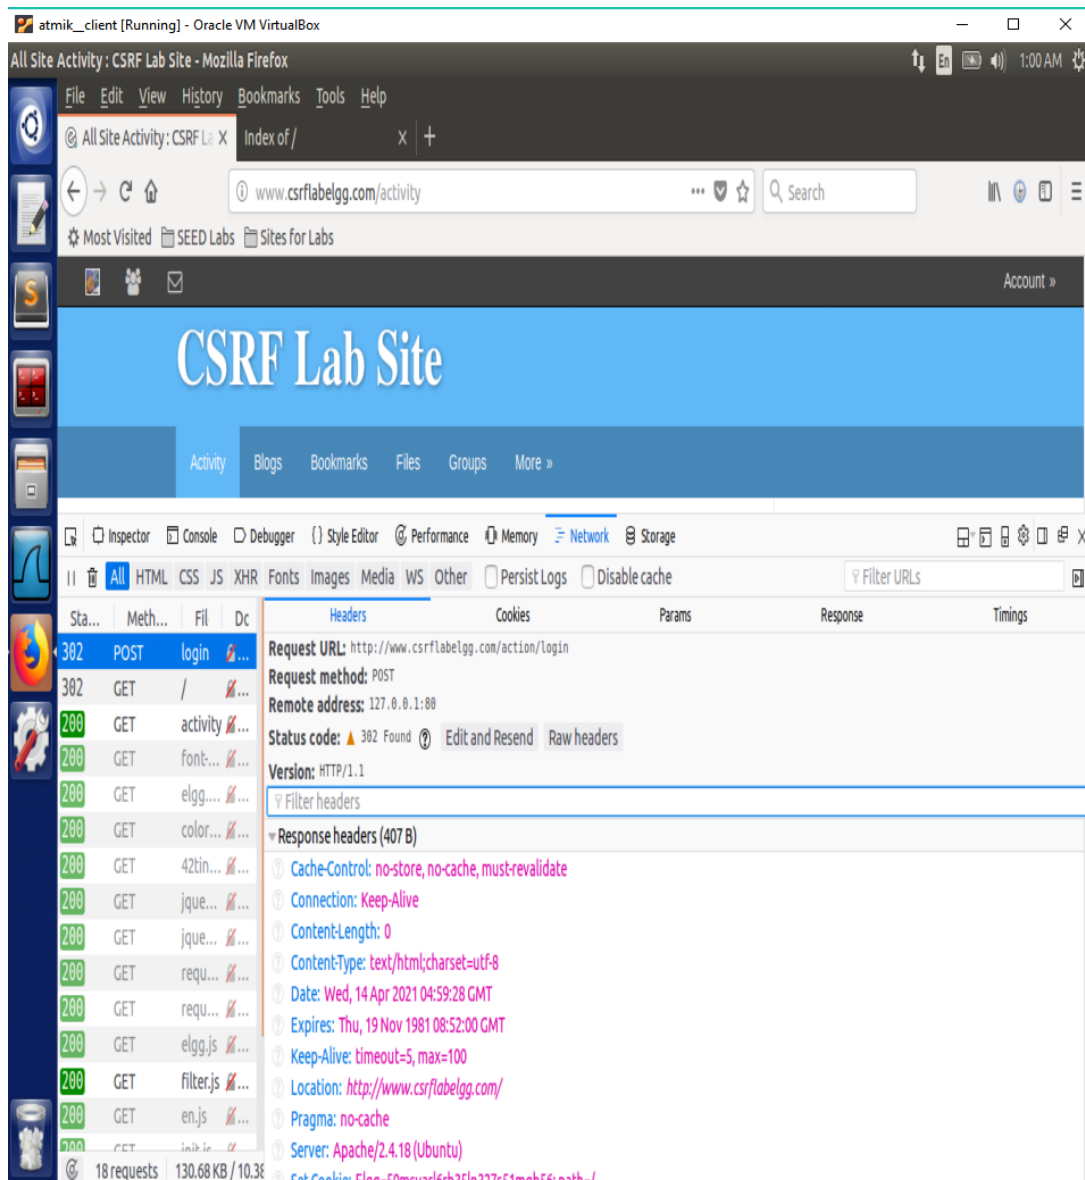 atmik__client [Running] - Oracle VM VirtualBox
All Site Activity : CSRF Lab Site - Mozilla Firefox
En
1:00 AM
File Edit View History Bookmarks Tools Help
All Site Activity : CSRF La
Index of /
www.csrflabelgg.com/activity
Search
Most Visited SEED Labs Sites for Labs
Account »
CSRF Lab Site
Activity Blogs Bookmarks Files Groups More »
Inspector Console Debugger {} Style Editor Performance Memory Network Storage
All HTML CSS JS XHR Fonts Images Media WS Other Persist Logs Disable cache Filter URLs
Sta... Meth... Fil Dc
Headers Cookies Params Response Timings
302 POST login ...
302 GET / ...
200 GET activity ...
200 GET font-... ...
200 GET elgg.... ...
200 GET color... ...
200 GET 42tin... ...
200 GET jque... ...
200 GET jque... ...
200 GET requ... ...
200 GET requ... ...
200 GET elgg.js ...
200 GET filter.js ...
200 GET en.js ...
200 GET init.js
18 requests 130.68 KB / 10.38
Request URL: http://www.csrflabelgg.com/action/login
Request method: POST
Remote address: 127.0.0.1:80
Status code: 302 Found Edit and Resend Raw headers
Version: HTTP/1.1
Filter headers
Response headers (407 B)
Cache-Control: no-store, no-cache, must-revalidate
Connection: Keep-Alive
Content-Length: 0
Content-Type: text/html;charset=utf-8
Date: Wed, 14 Apr 2021 04:59:28 GMT
Expires: Thu, 19 Nov 1981 08:52:00 GMT
Keep-Alive: timeout=5, max=100
Location: http://www.csrflabelgg.com/
Pragma: no-cache
Server: Apache/2.4.18 (Ubuntu)
Set-Cookie: